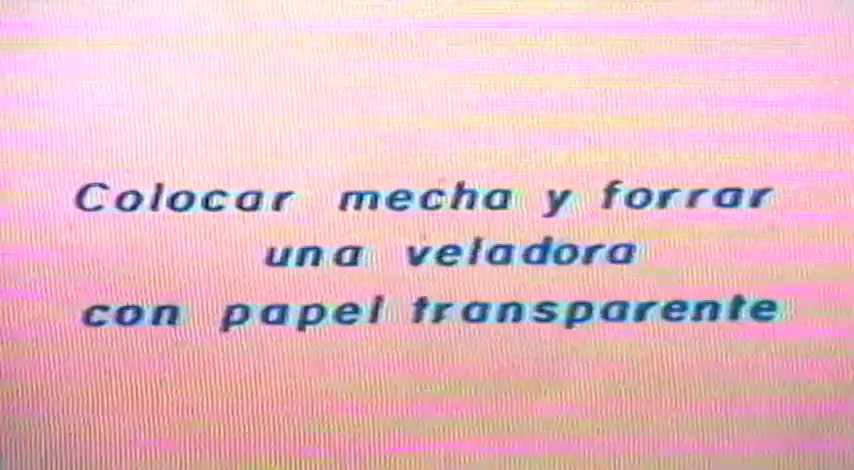 Colocar mecha y forrar
una veladora
con papel transparente